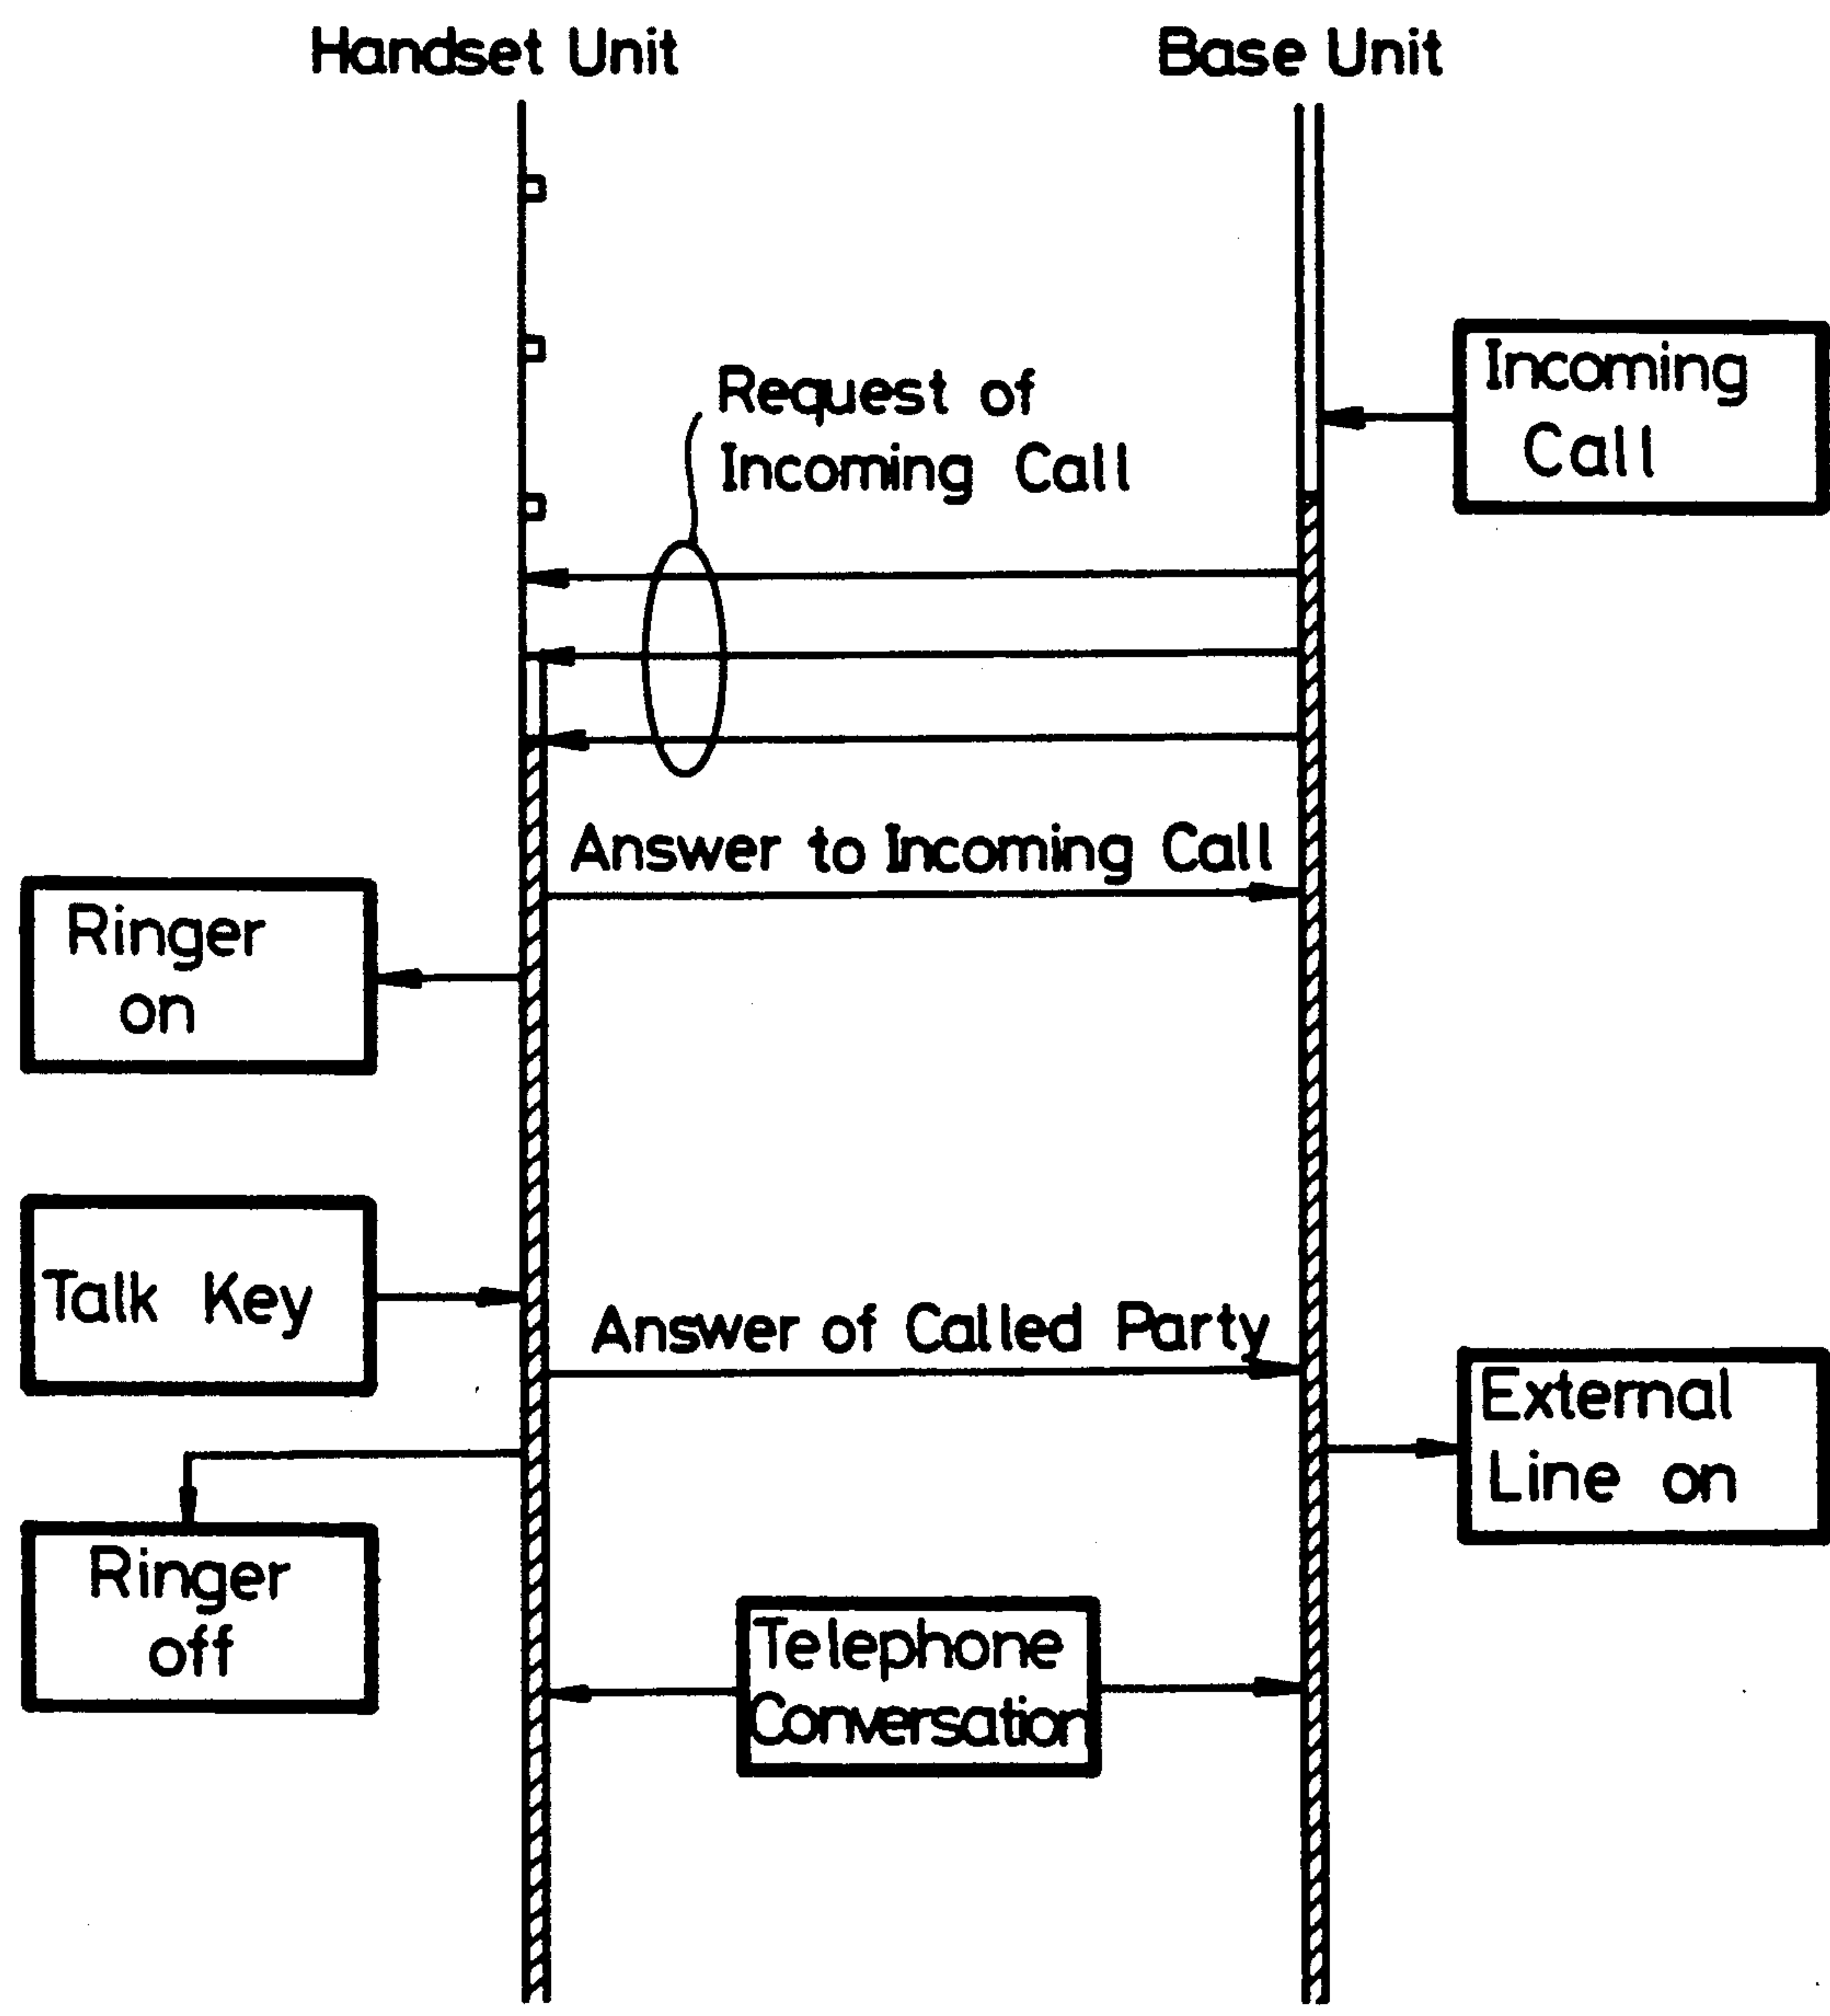 Handset Unit
Base Unit
Incoming
Call
Request of
Incoming Call
Answer to Incoming Call
Ringer
on
Talk Key
Answer of Called Party
External
Line on
Ringer
off
Telephone
Conversation